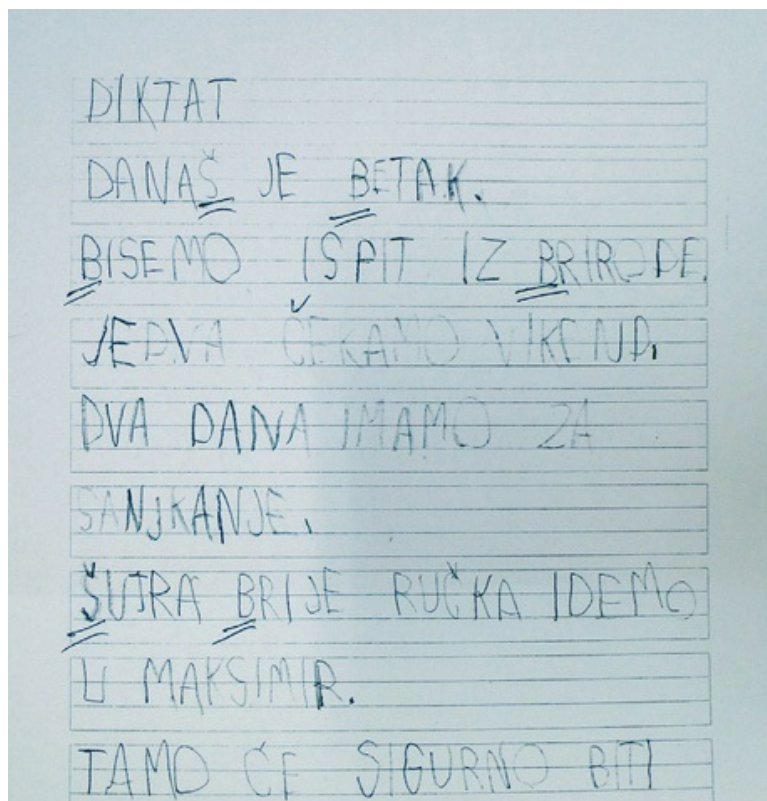 DIKTAT
DANAŠ JE BETAK.
BISEMO ISPIT IZ BRIRODE.
JEDVA ČEKAMO VIKEND.
DVA DANA IMAMO ZA
SANJKANJE.
ŠUTRA BRIJE RUČKA IDEMO
U MAKSIMIR.
TAMO ĆE SIGURNO BITI